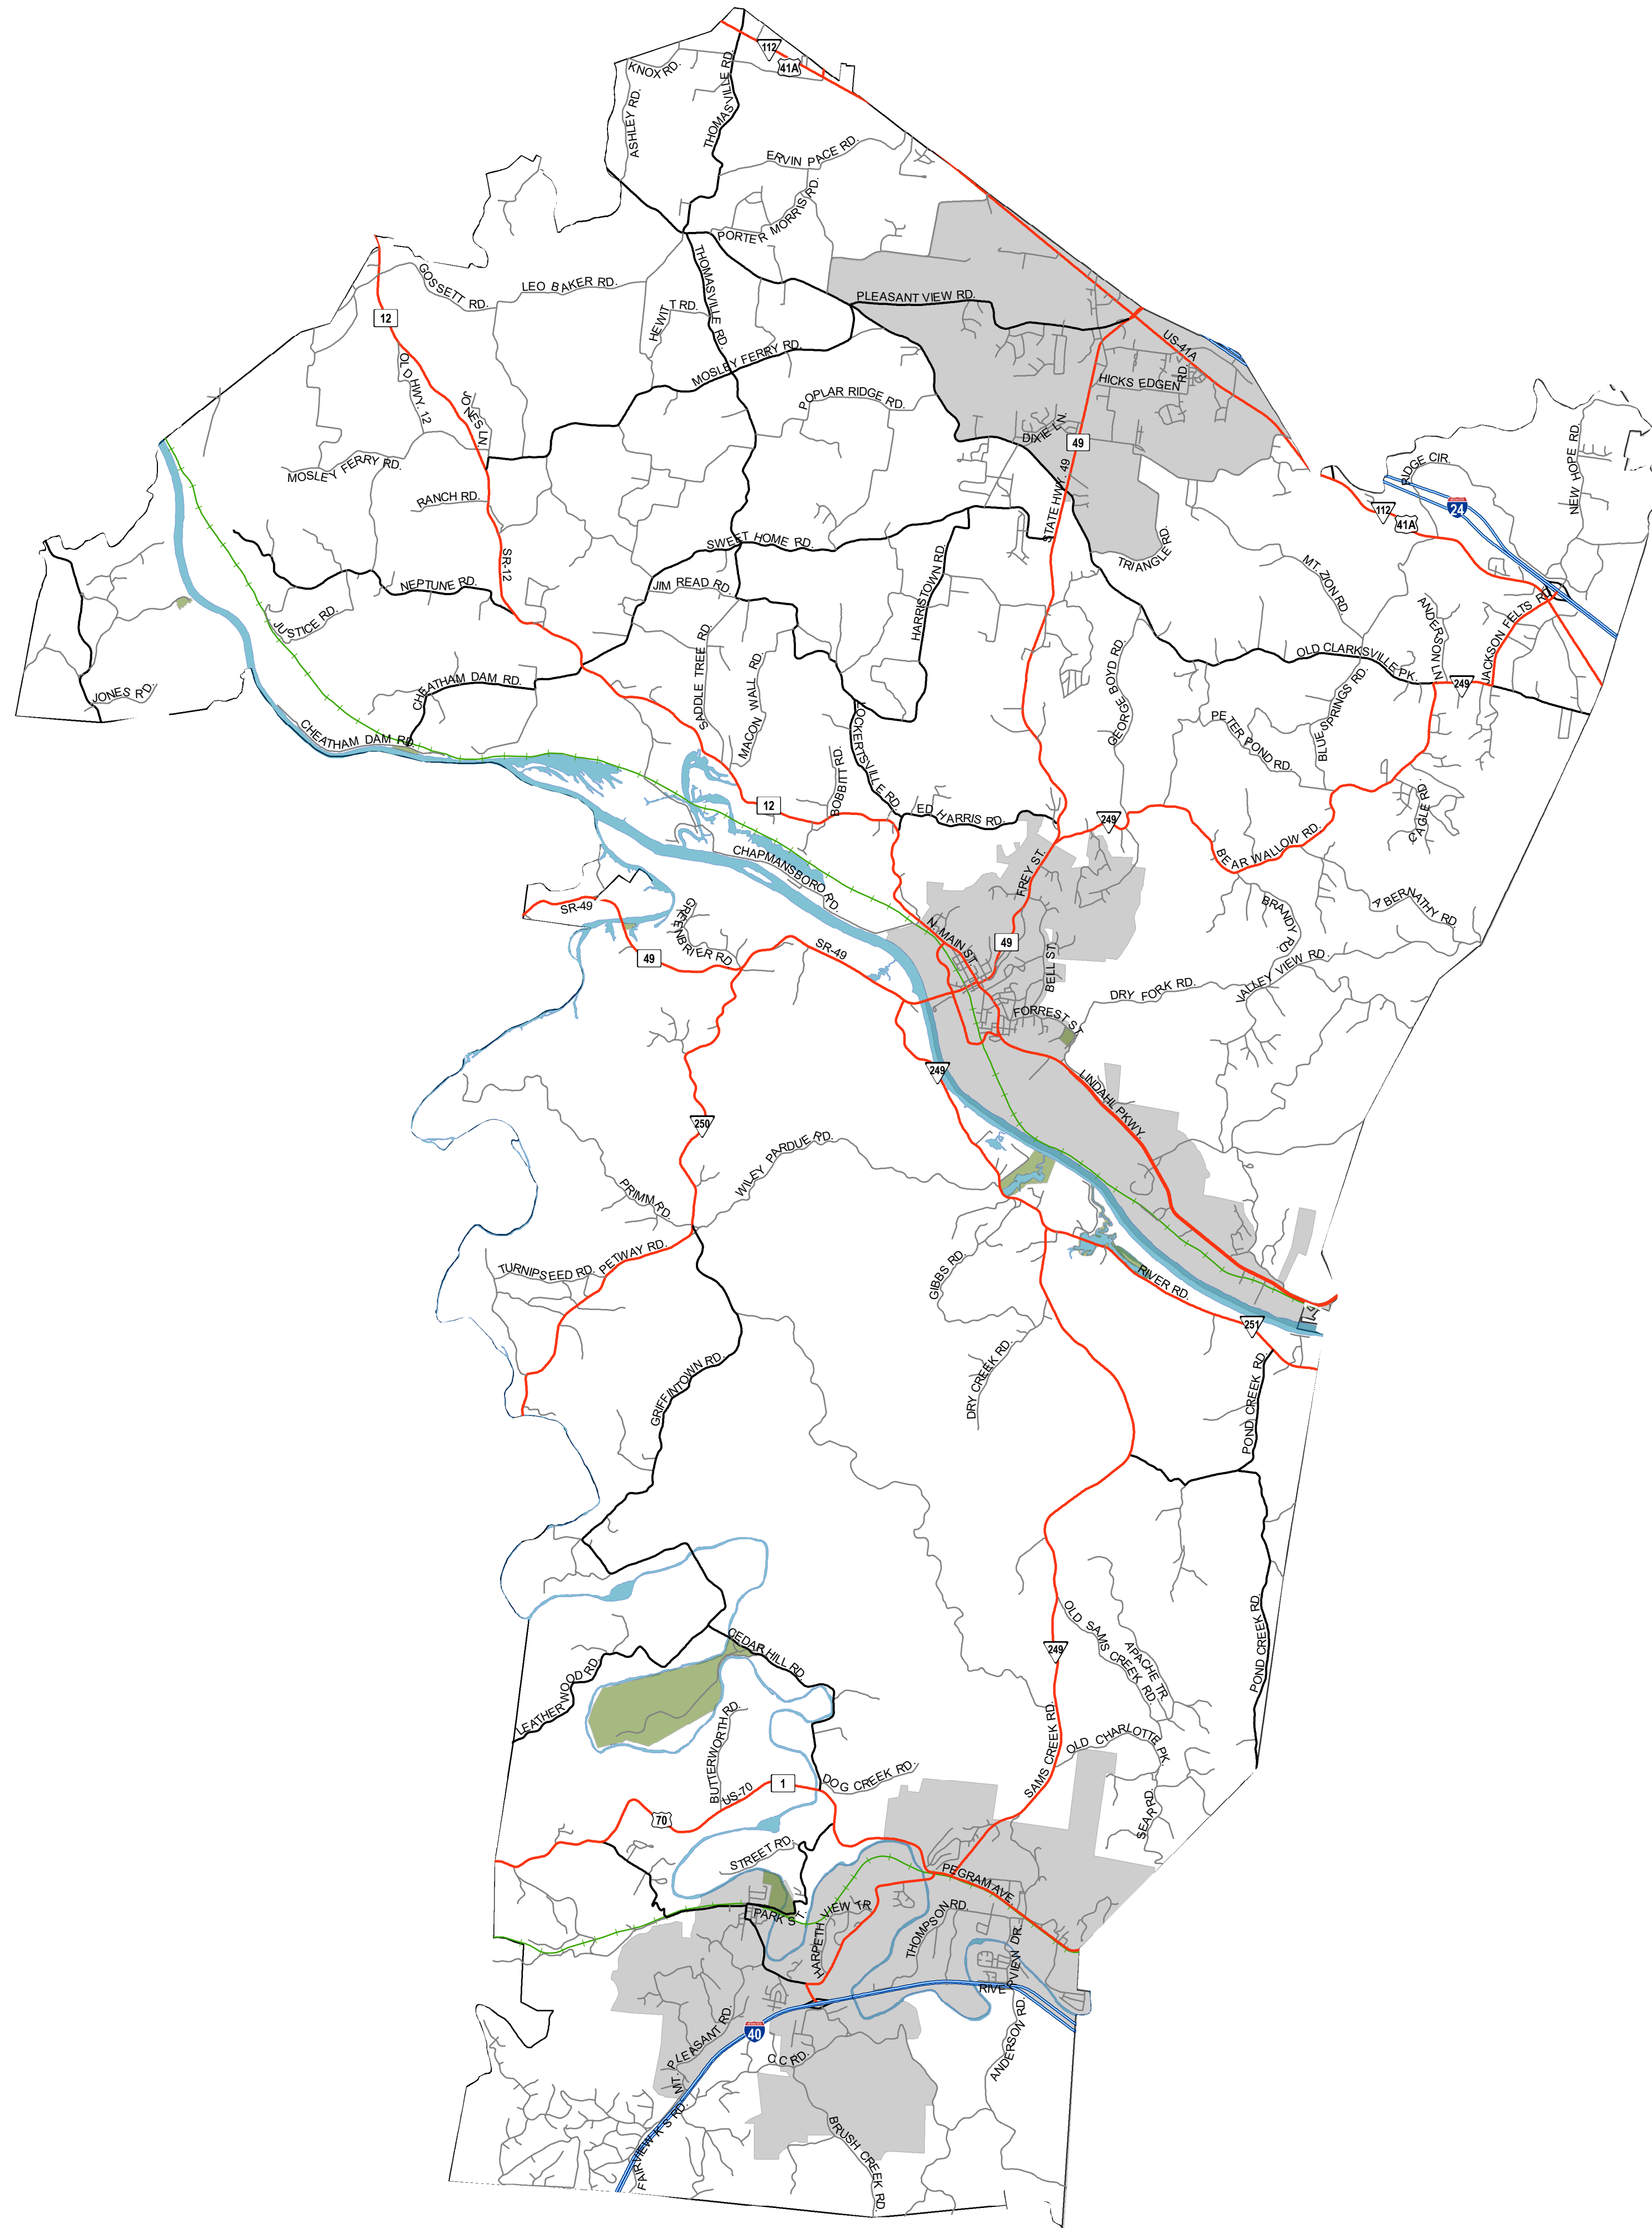 112
41A
KNOX RD.
THOMASVILLE RD.
ASHLEY RD.
ERVIN PACE RD.
PORTER MORRIS RD.
GOSSETT RD.
LEO BAKER RD.
THOMASVILLE RD.
PLEASANT VIEW RD.
HEWITT RD.
12
US-41A
MOSLEY FERRY RD.
OLD HWY. 12
HICKS EDGEN RD.
JONES LN
POPLAR RIDGE RD.
DIXIE LN.
49
NEW HOPE RD.
RIDGE CIR.
MOSLEY FERRY RD.
RANCH RD.
STATE HWY. 49
24
112
41A
SWEET HOME RD.
TRIANGLE RD.
SR-12
NEPTUNE RD.
JIM READ RD.
HARRISTOWN RD.
MT. ZION RD.
JUSTICE RD.
ANDERSON LN.
JACKSON FELTS RD.
SADDLE TREE RD.
MACON WALL RD.
GEORGE BOYD RD.
OLD CLARKSVILLE PK.
249
JONES RD.
CHEATHAM DAM RD.
BLUE SPRINGS RD.
PETER POND RD.
CHEATHAM DAM RD.
LOCKERTSVILLE RD.
BOBBITT RD.
12
ED HARRIS RD.
249
CAGLE RD.
BEAR WALLOW RD.
CHAPMANSBORO RD.
FREY ST.
SR-49
GREENBRIER RD.
ABERNATHY RD.
BRANDY RD.
N. MAIN ST.
49
SR-49
49
BELL ST.
VALLEY VIEW RD.
DRY FORK RD.
FORREST ST.
249
LINDAHL PKWY.
250
WILEY PARDUE RD.
PRIMM RD.
TURNIPSEED RD.
PETWAY RD.
GIBBS RD.
RIVER RD.
251
DRY CREEK RD.
GRIFFINTOWN RD.
POND CREEK RD.
OLD SAMS CREEK RD.
APACHE TR.
POND CREEK RD.
249
CEDAR HILL RD.
LEATHERWOOD RD.
BUTTERWORTH RD.
SAMS CREEK RD.
OLD CHARLOTTE PK.
DOG CREEK RD.
1
US-70
70
SEAR RD.
STREET RD.
PEGRAM AVE.
PARK ST.
HARPETH VIEW TR
THOMPSON RD.
RIVERVIEW DR.
MT. PLEASANT RD.
40
C C RD.
ANDERSON RD.
FAIRVIEW K S RD.
BRUSH CREEK RD.